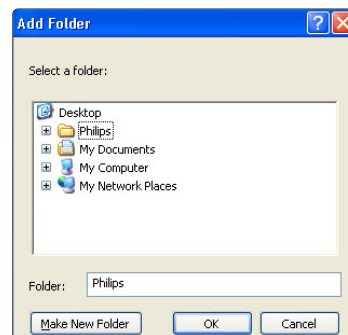 Add Folder
Select a folder:
Desktop
Philips
My Documents
My Computer
My Network Places
Folder: Philips
Make New Folder OK Cancel